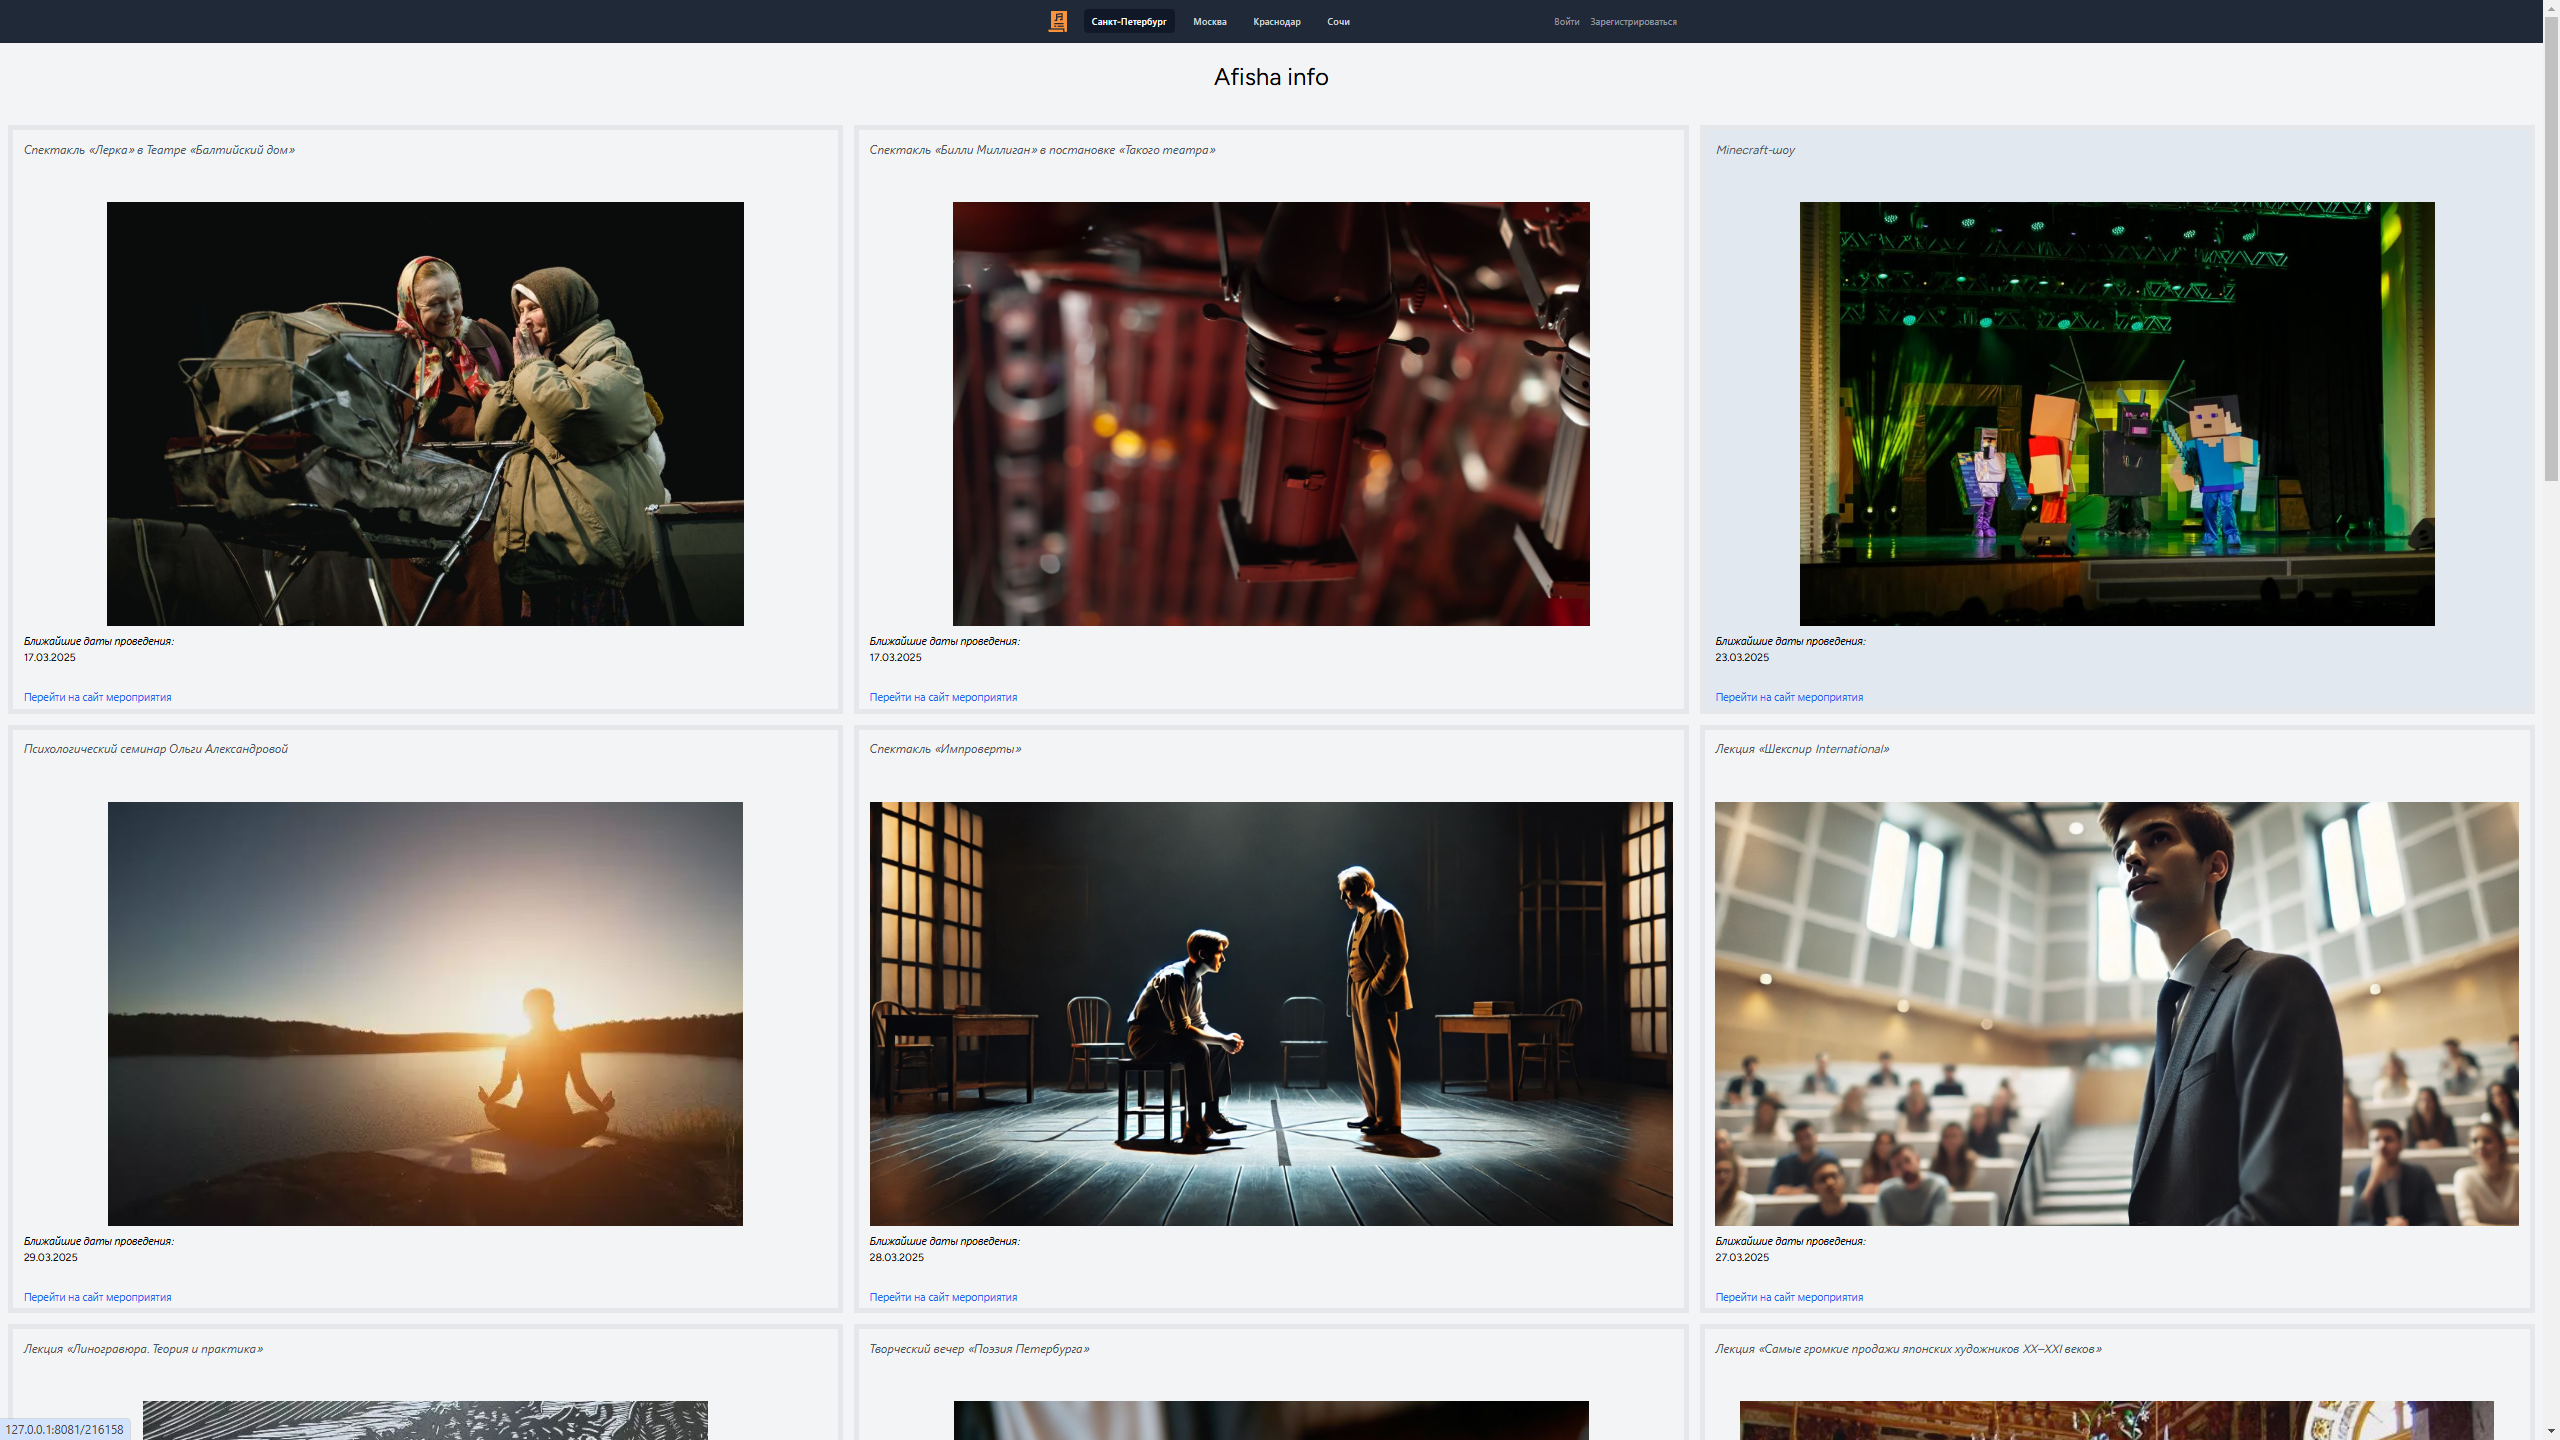 Санкт-Петербург Москва Краснодар Сочи Войти Зарегистрироваться
Afisha info
Спектакль «Лерка» в Театре «Балтийский дом»
Ближайшие даты проведения:
17.03.2025
Перейти на сайт мероприятия
Спектакль «Билли Миллиган» в постановке «Такого театра»
Ближайшие даты проведения:
17.03.2025
Перейти на сайт мероприятия
Minecraft-шоу
Ближайшие даты проведения:
23.03.2025
Перейти на сайт мероприятия
Психологический семинар Ольги Александровой
Ближайшие даты проведения:
29.03.2025
Перейти на сайт мероприятия
Спектакль «Импроверты»
Ближайшие даты проведения:
28.03.2025
Перейти на сайт мероприятия
Лекция «Шекспир International»
Ближайшие даты проведения:
27.03.2025
Перейти на сайт мероприятия
Лекция «Линогравюра. Теория и практика»
Творческий вечер «Поэзия Петербурга»
Лекция «Самые громкие продажи японских художников XX–XXI веков»
127.0.0.1:8081/216158